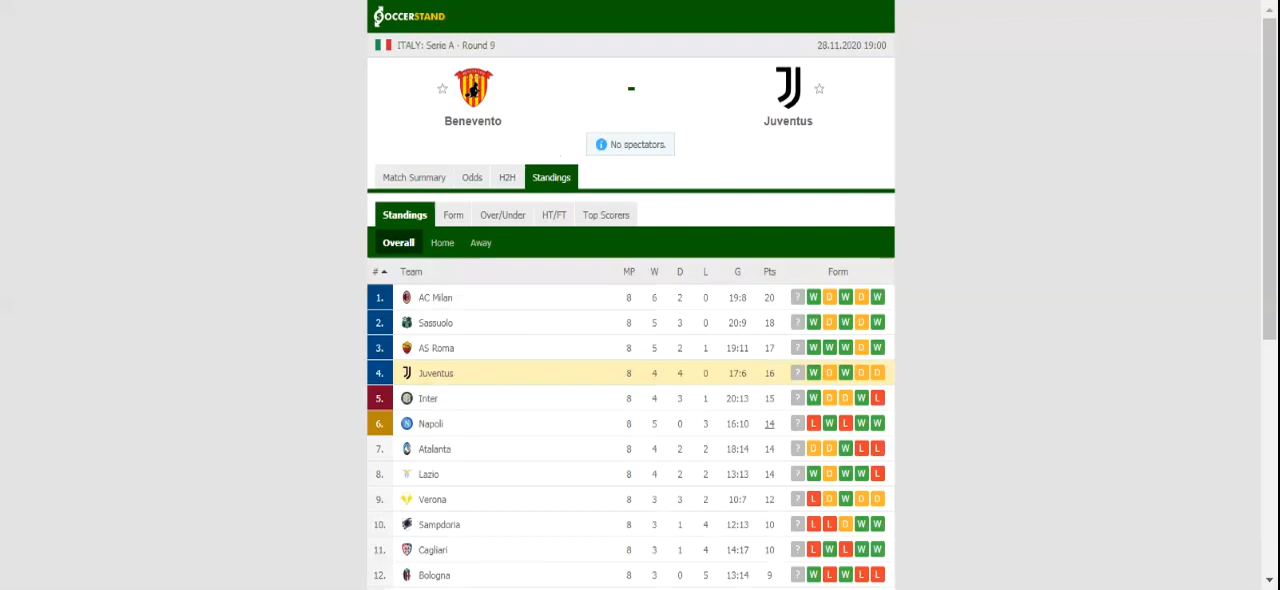 SOCCERSTAND
ITALY: Serie A - Round 9 28.11.2020 19:00
-
Benevento Juventus
No spectators.
Match Summary Odds H2H Standings
Standings Form Over/Under HT/FT Top Scorers
Overall Home Away
# Team MP W D L G Pts Form
1. AC Milan 8 6 2 0 19:8 20 ? W D W D W
2. Sassuolo 8 5 3 0 20:9 18 ? W D W D W
3. AS Roma 8 5 2 1 19:11 17 ? W W W D W
4. Juventus 8 4 4 0 17:6 16 ? W D W D D
5. Inter 8 4 3 1 20:13 15 ? W D D W L
6. Napoli 8 5 0 3 16:10 14 ? L W L W W
7. Atalanta 8 4 2 2 18:14 14 ? D D W L L
8. Lazio 8 4 2 2 13:13 14 ? W D W W L
9. Verona 8 3 3 2 10:7 12 ? L D W D D
10. Sampdoria 8 3 1 4 12:13 10 ? L L D W W
11. Cagliari 8 3 1 4 14:17 10 ? L W L W W
12. Bologna 8 3 0 5 13:14 9 ? W L W L L